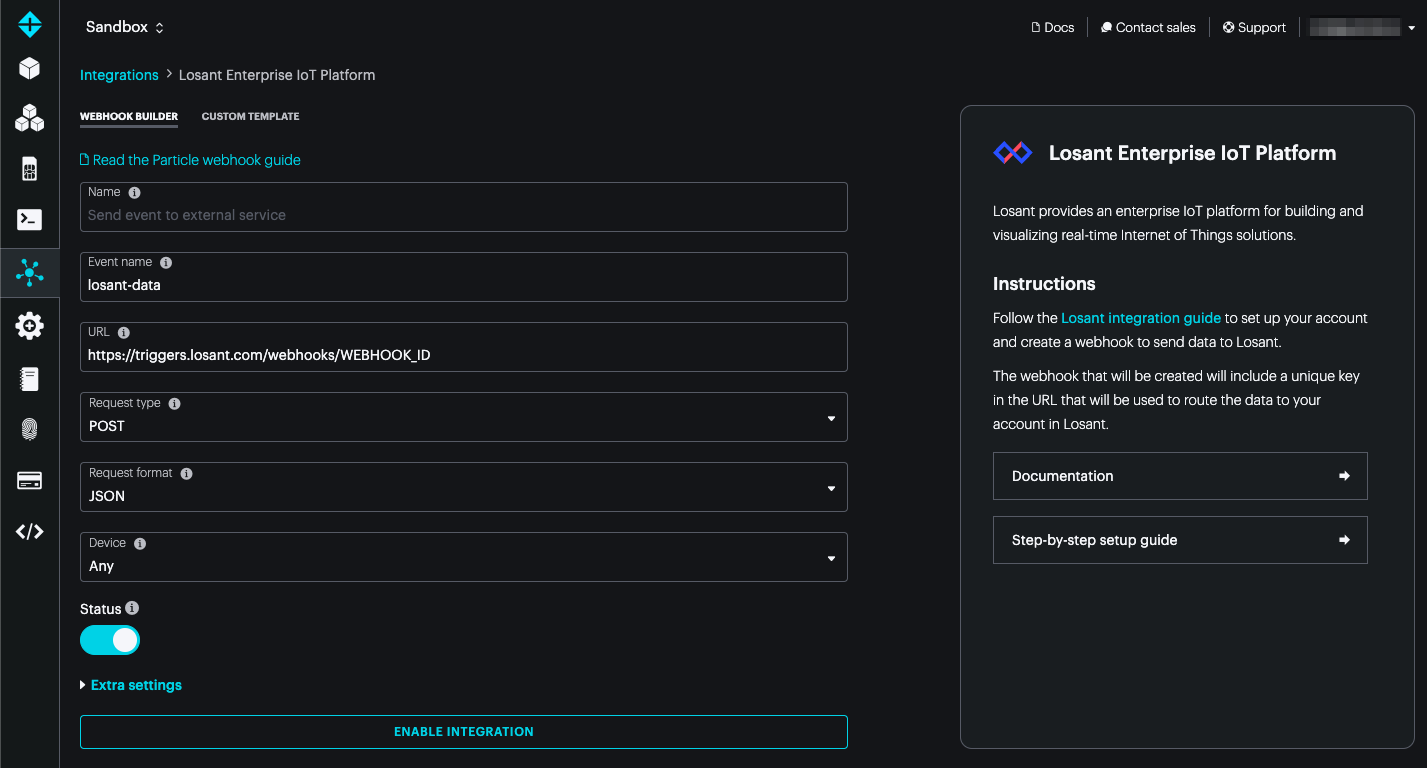 Sandbox
Docs
Contact sales
Support
Integrations > Losant Enterprise IoT Platform
WEBHOOK BUILDER
CUSTOM TEMPLATE
Read the Particle webhook guide
Name
Send event to external service
Event name
losant-data
URL
https://triggers.losant.com/webhooks/WEBHOOK_ID
Request type
POST
Request format
JSON
Device
Any
Status
Extra settings
ENABLE INTEGRATION
Losant Enterprise IoT Platform
Losant provides an enterprise IoT platform for building and
visualizing real-time Internet of Things solutions.
Instructions
Follow the Losant integration guide to set up your account
and create a webhook to send data to Losant.
The webhook that will be created will include a unique key
in the URL that will be used to route the data to your
account in Losant.
Documentation
Step-by-step setup guide